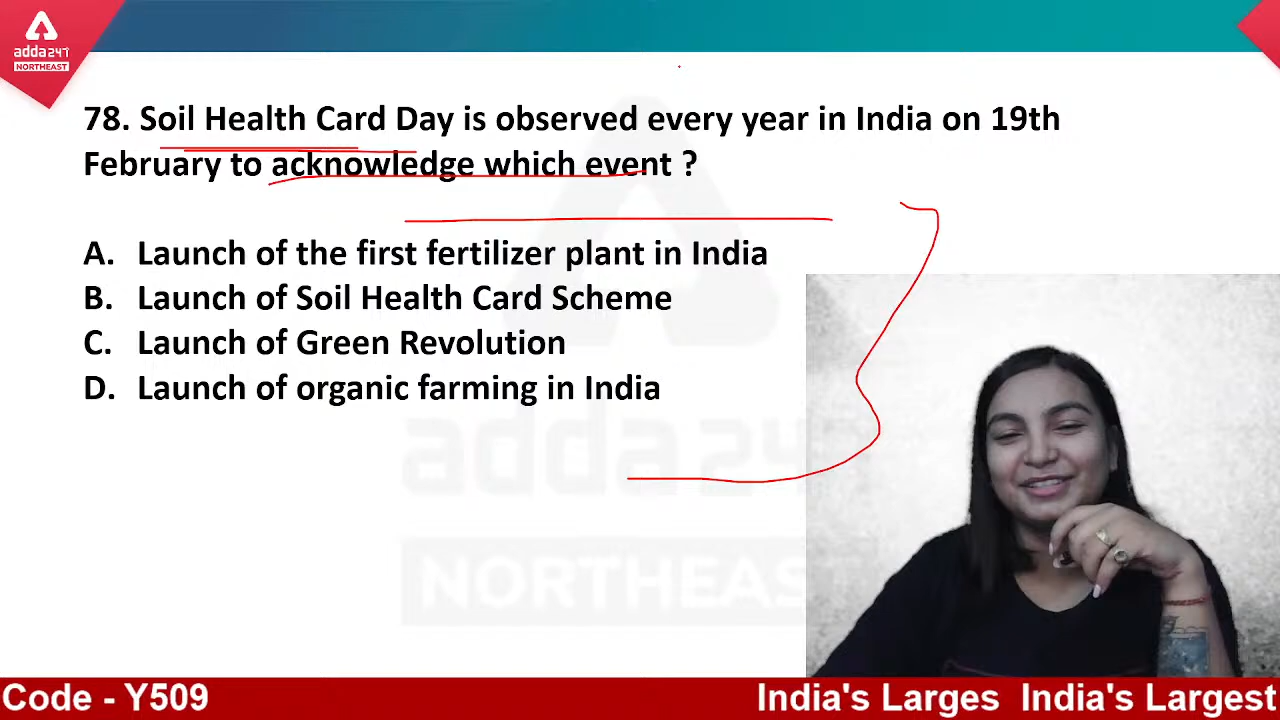 adda247
NORTHEAST
78. Soil Health Card Day is observed every year in India on 19th
February to acknowledge which event ?
A. Launch of the first fertilizer plant in India
B. Launch of Soil Health Card Scheme
C. Launch of Green Revolution
D. Launch of organic farming in India
adda247
NORTHEAST
Code - Y509
India's Larges India's Largest